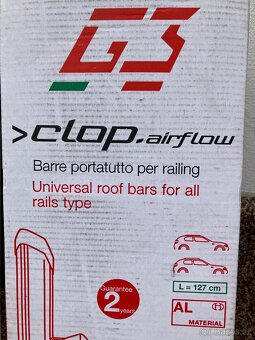 G3
>clop.airflow
Barre portatutto per railing
Universal roof bars for all
rails type
L = 127 cm
Guarantee
2 years
AL
MATERIAL